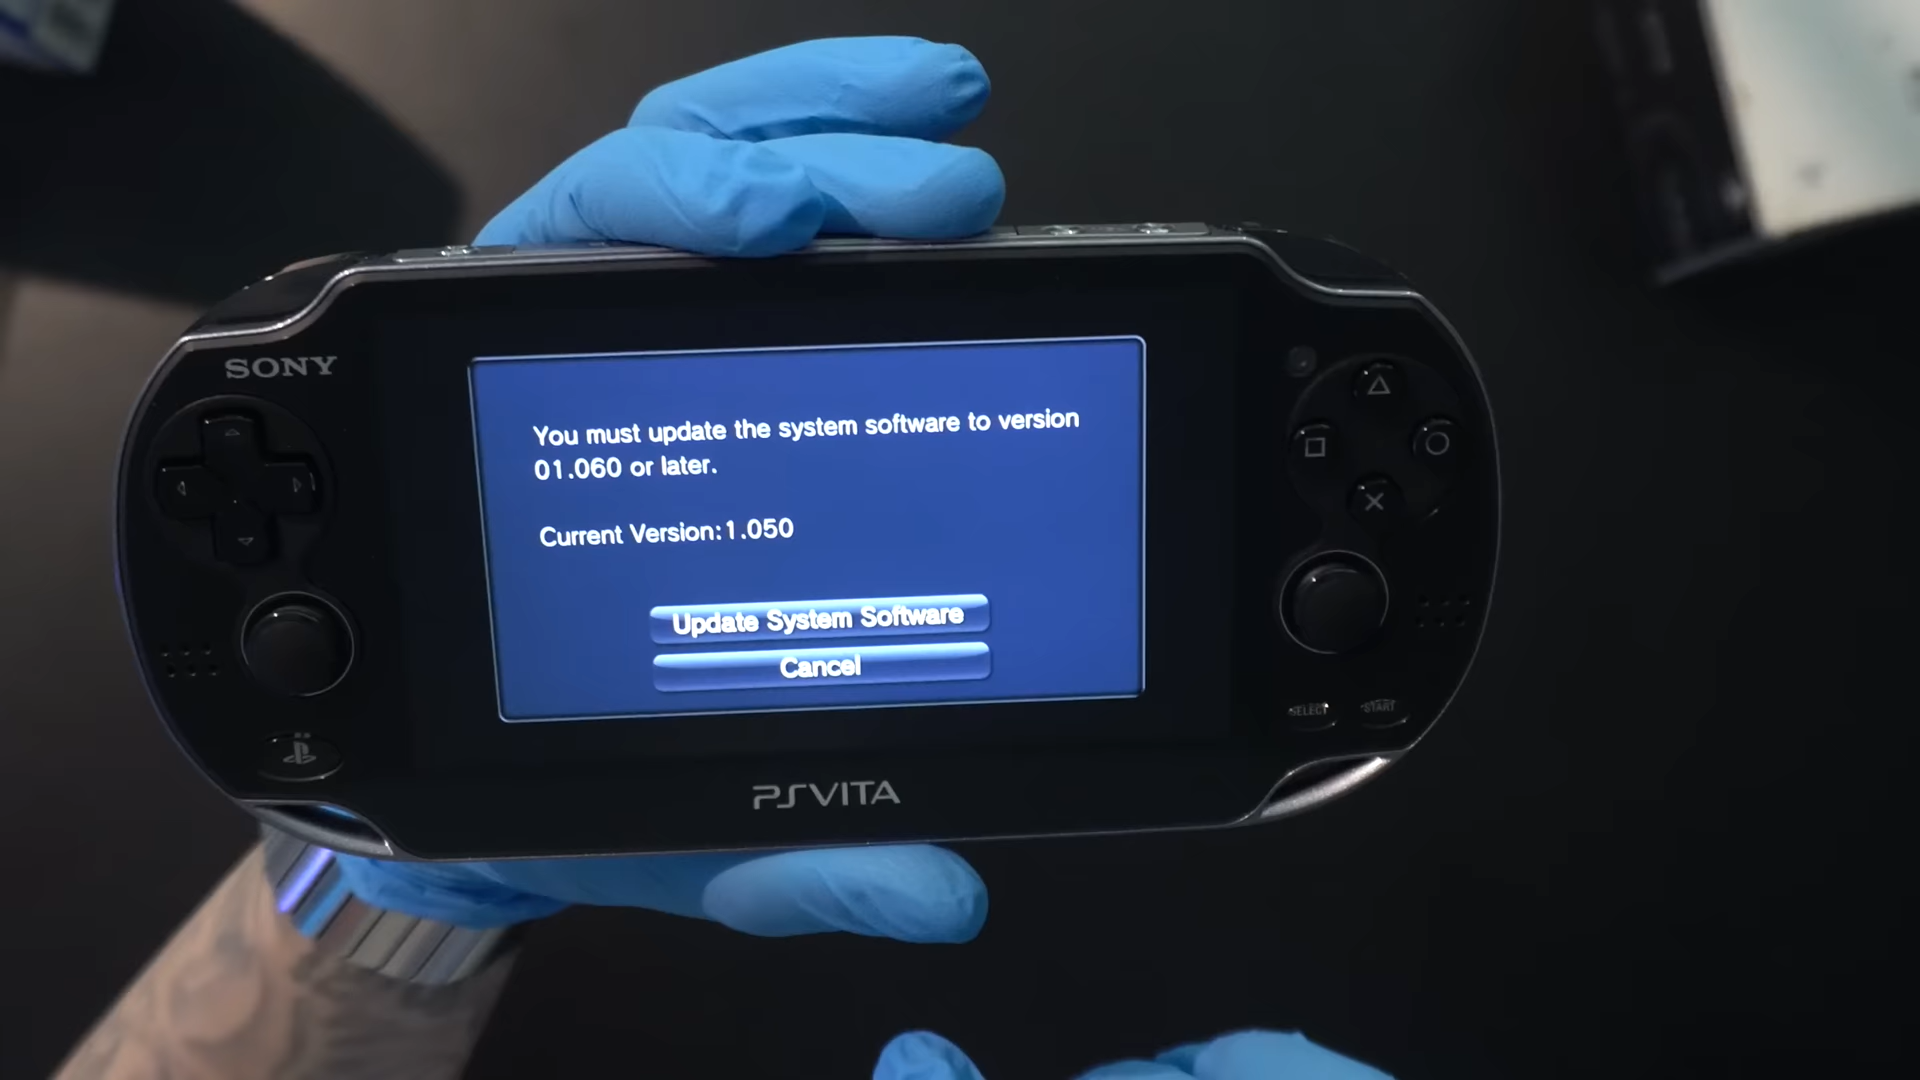 SONY
You must update the system software to version
01.060 or later.
Current Version:1.050
Update System Software
Cancel
SELECT
START
PSVITA